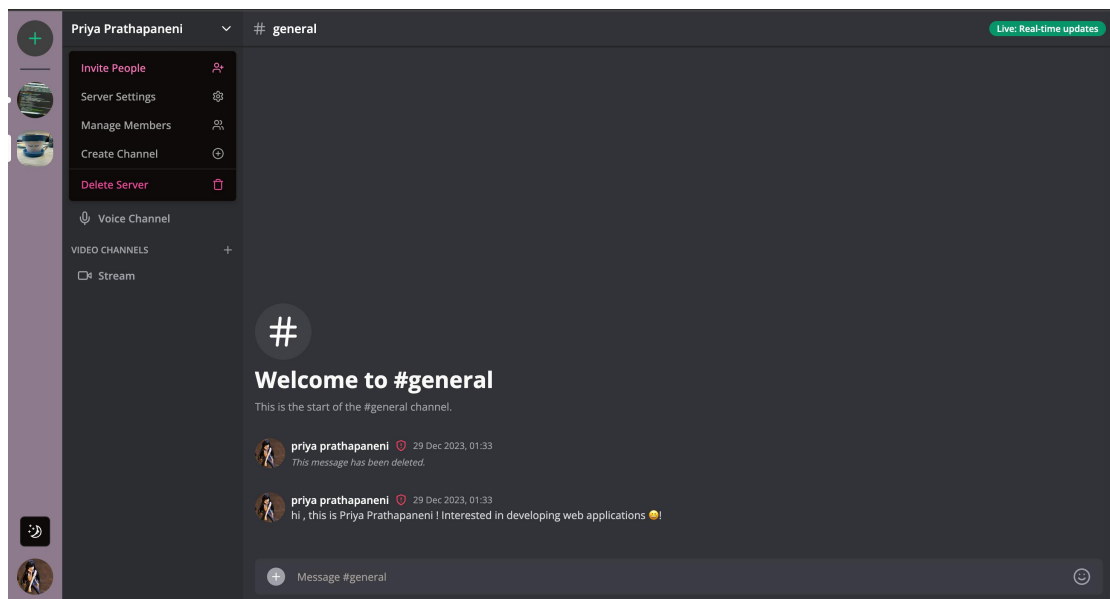 Priya Prathapaneni
Invite People
Server Settings
Manage Members
Create Channel
Delete Server
Voice Channel
VIDEO CHANNELS
Stream
# general
Live: Real-time updates
#
Welcome to #general
This is the start of the #general channel.
priya prathapaneni 29 Dec 2023, 01:33
This message has been deleted.
priya prathapaneni 29 Dec 2023, 01:33
hi , this is Priya Prathapaneni ! Interested in developing web applications 😄!
Message #general